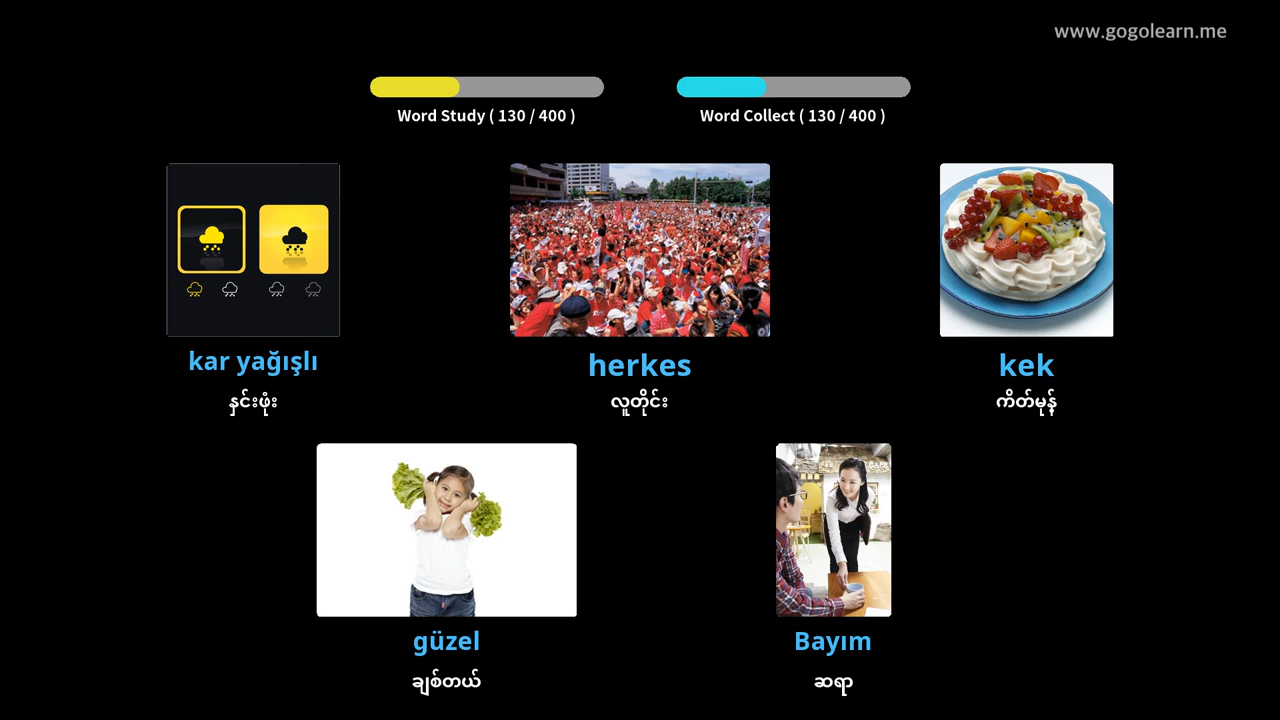 www.gogolearn.me
Word Study ( 130 / 400 )
Word Collect ( 130 / 400 )
kar yağışlı
herkes
kek
နှင်းဖုံး
လူတိုင်း
ကိတ်မုန့်
güzel
Bayım
ချစ်တယ်
ဆရာ